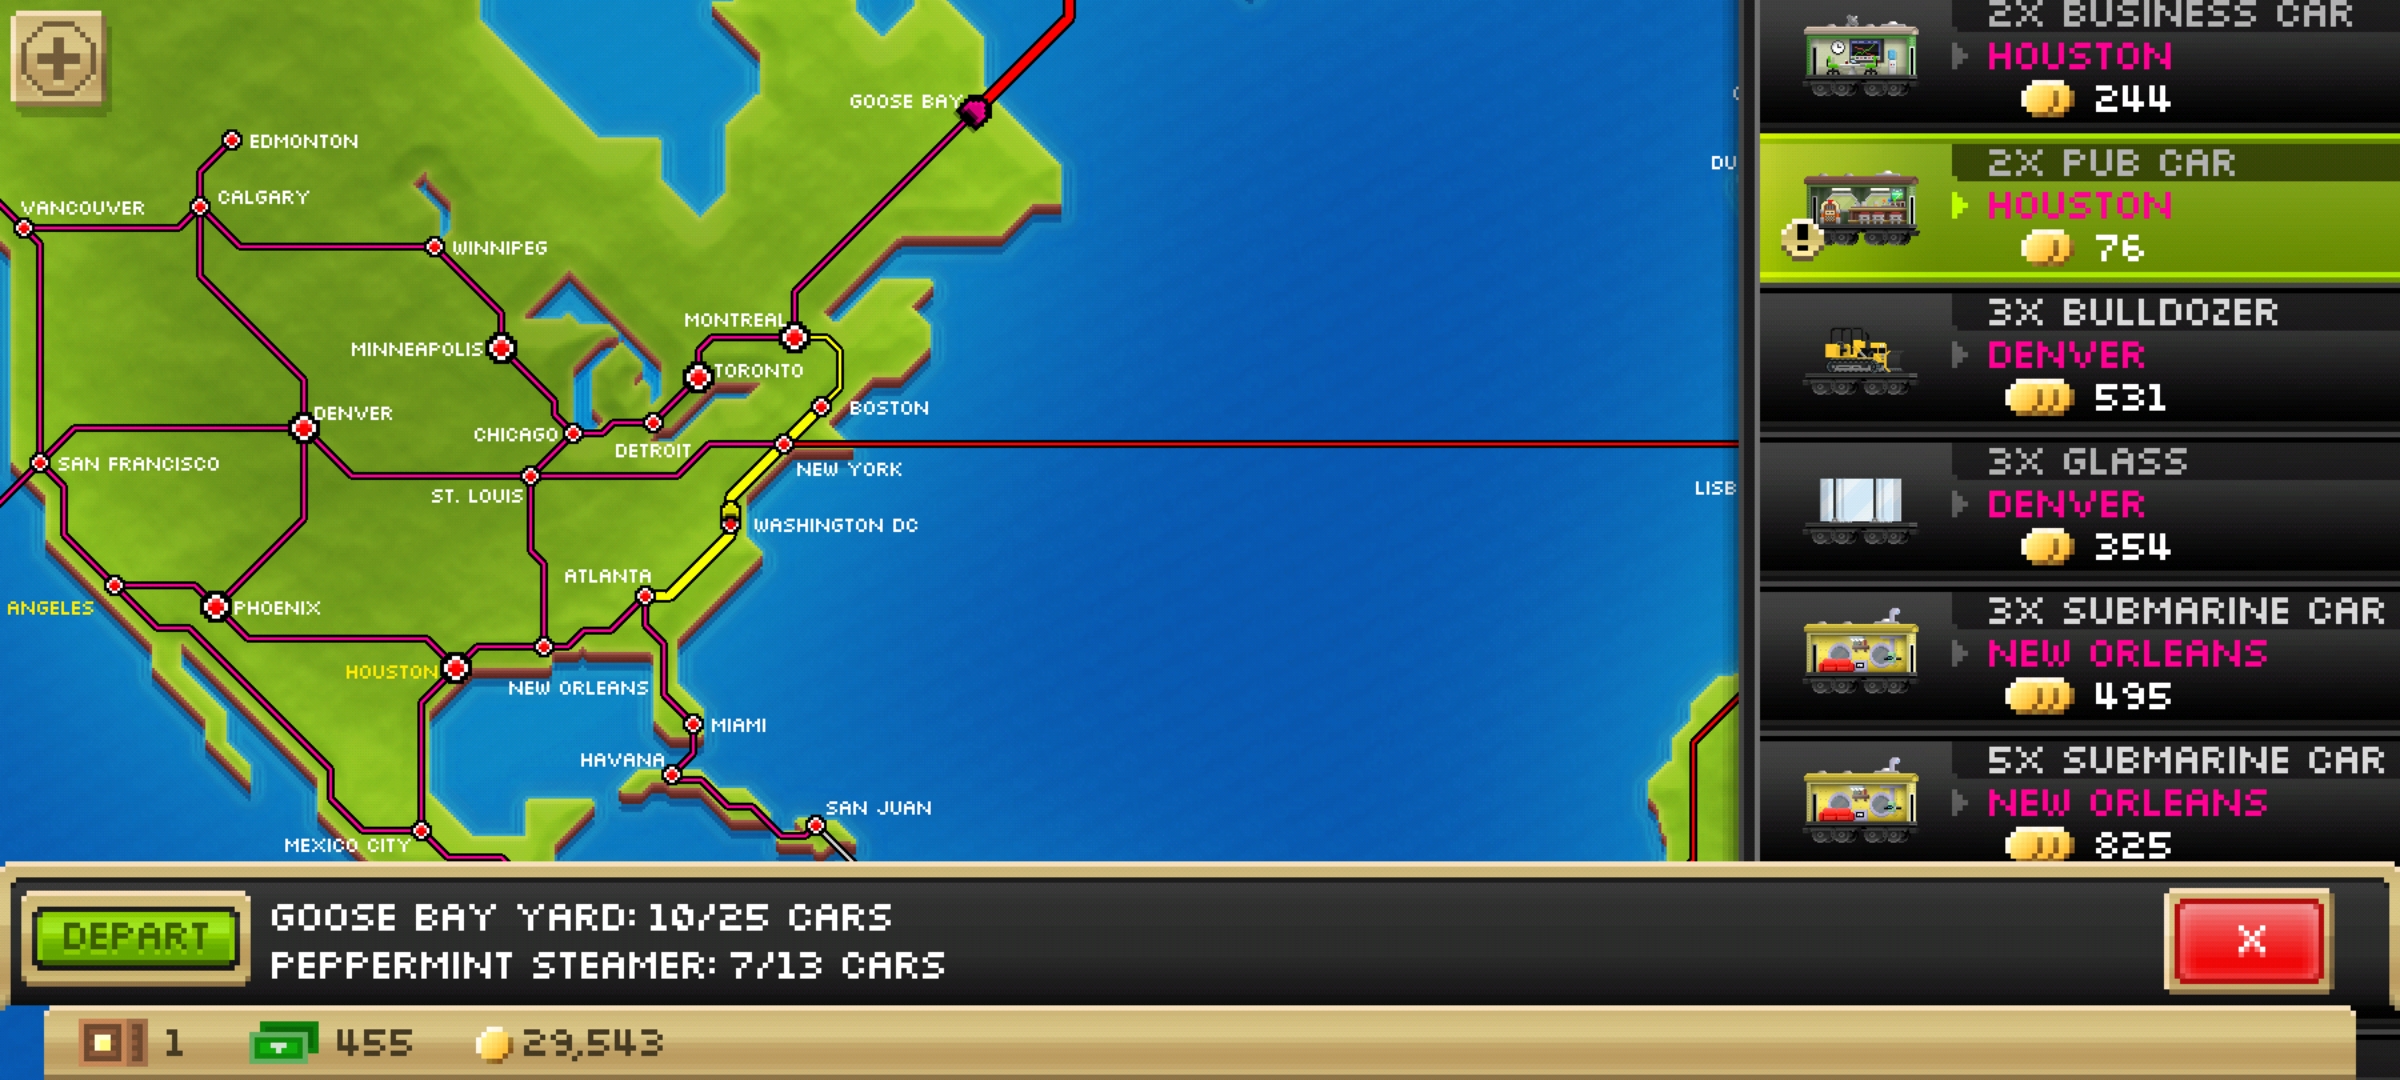 GOOSE BAY
EDMONTON
CALGARY
VANCOUVER
WINNIPEG
MONTREAL
MINNEAPOLIS
TORONTO
BOSTON
DENVER
CHICAGO
DETROIT
NEW YORK
SAN FRANCISCO
ST. LOUIS
WASHINGTON DC
ATLANTA
ANGELES
PHOENIX
HOUSTON
NEW ORLEANS
MIAMI
HAVANA
SAN JUAN
MEXICO CITY
DU
LISB
2X BUSINESS CAR
HOUSTON
244
2X PUB CAR
HOUSTON
!
76
3X BULLDOZER
DENVER
531
3X GLASS
DENVER
354
3X SUBMARINE CAR
NEW ORLEANS
495
5X SUBMARINE CAR
NEW ORLEANS
825
DEPART
GOOSE BAY YARD: 10/25 CARS
PEPPERMINT STEAMER: 7/13 CARS
X
1
455
29,543